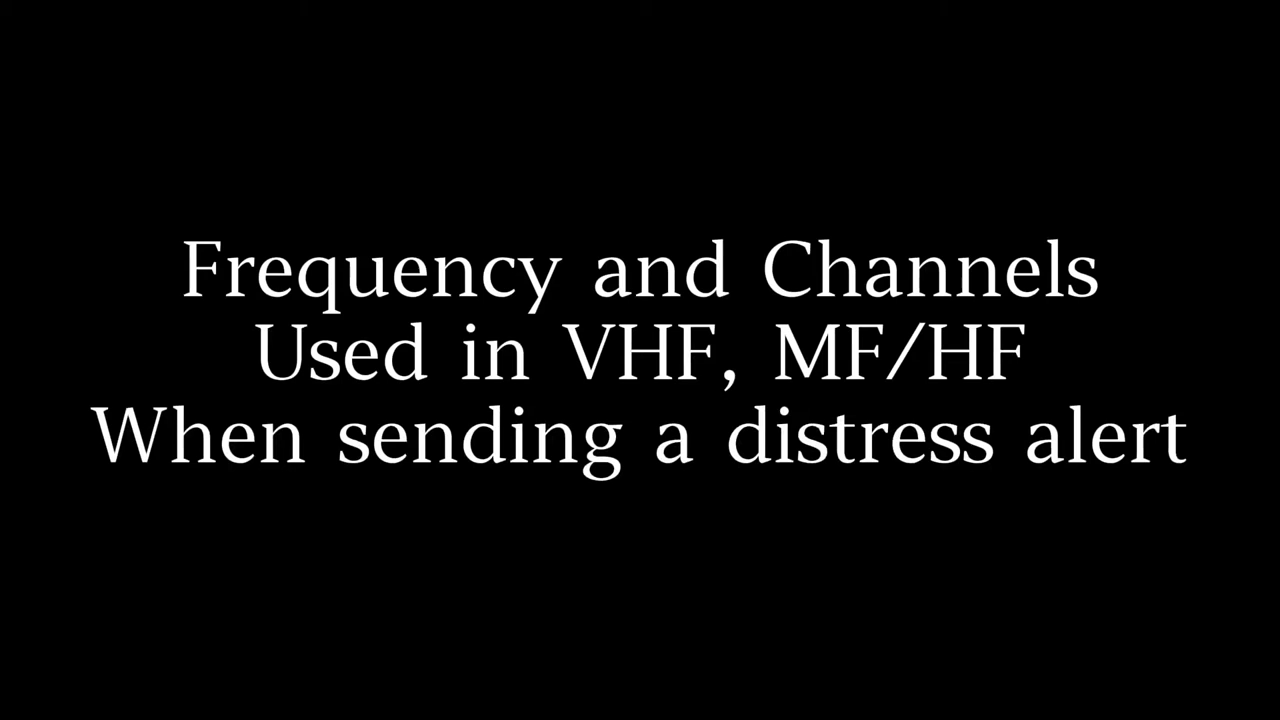 Frequency and Channels
Used in VHF, MF/HF
When sending a distress alert